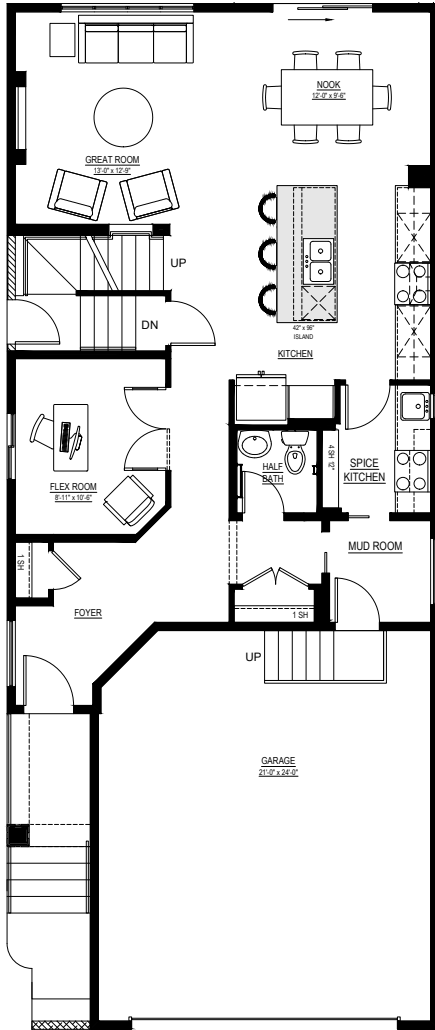 NOOK
12'-0" x 9'-6"
GREAT ROOM
13'-0" x 12'-9"
UP
DN
42" x 96"
ISLAND
KITCHEN
HALF
BATH
4 SH 12"
SPICE
KITCHEN
FLEX ROOM
8'-11" x 10'-6"
MUD ROOM
1 SH
FOYER
1 SH
UP
GARAGE
21'-0" x 24'-0"